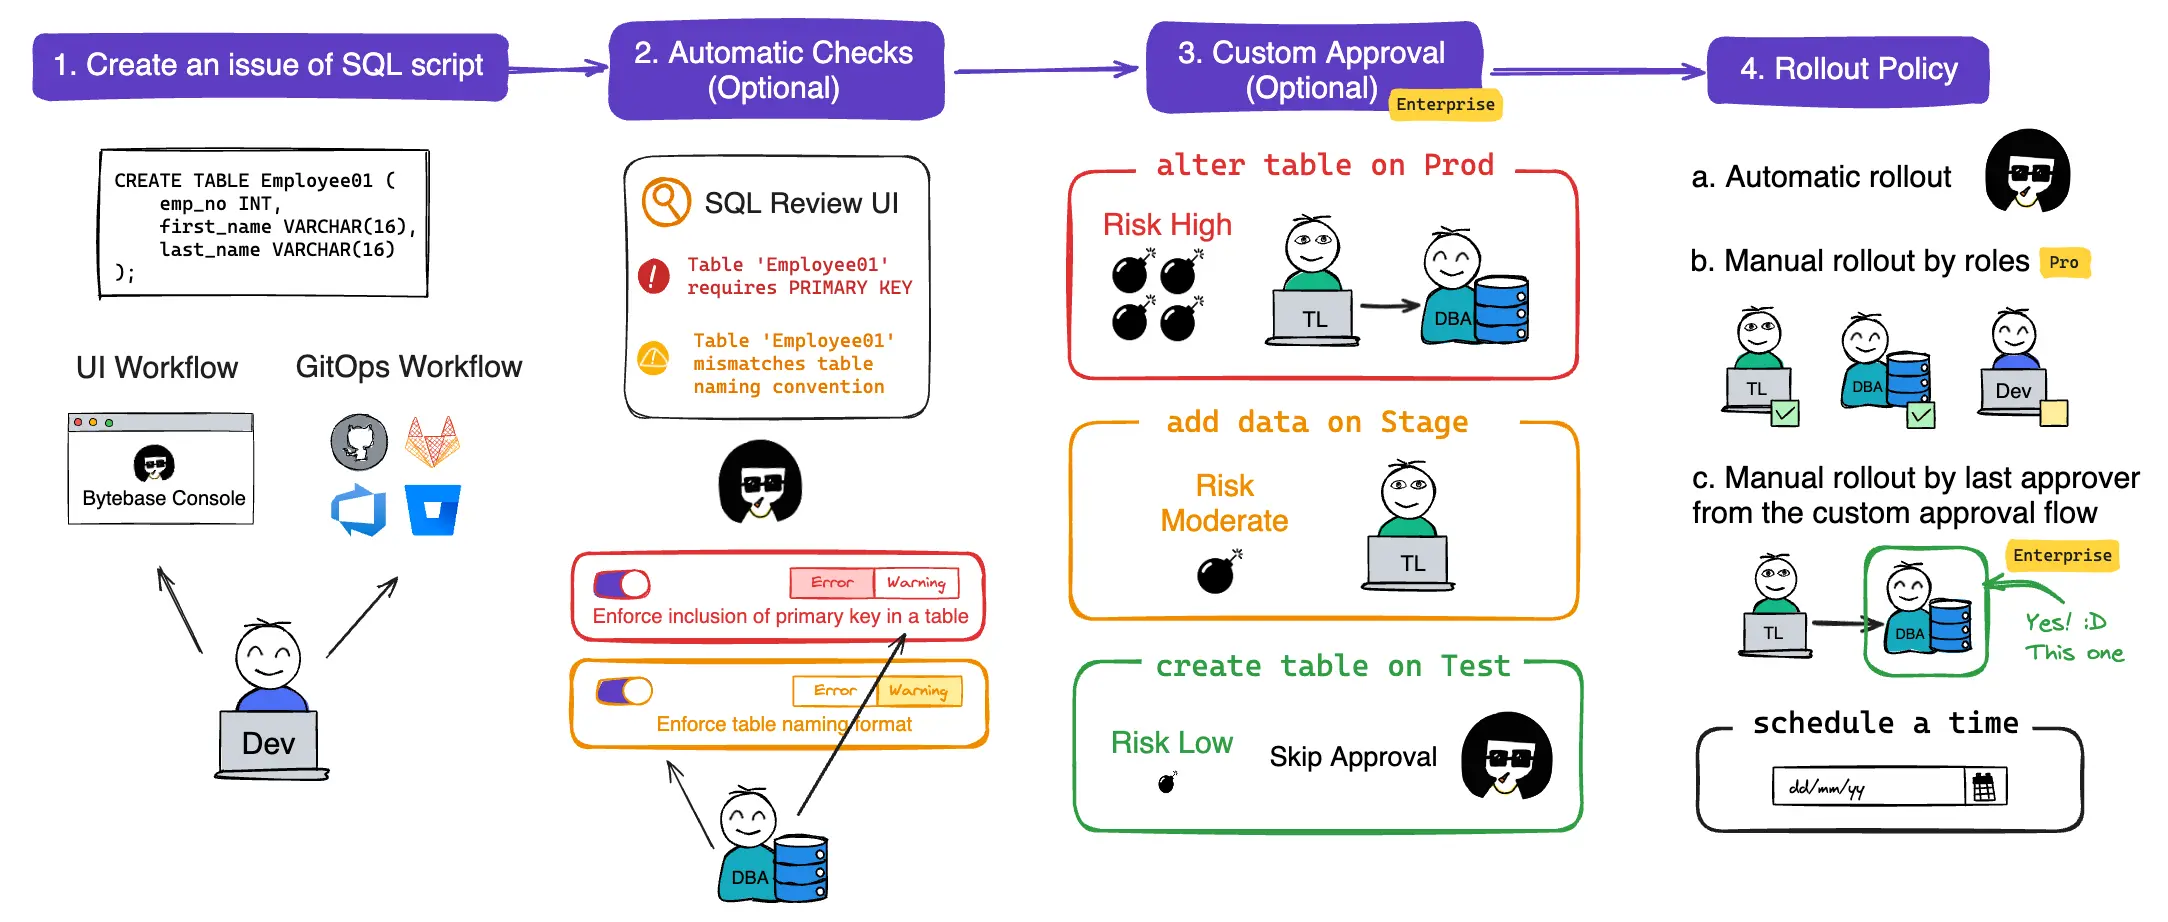 1. Create an issue of SQL script
CREATE TABLE Employee01 (
emp_no INT,
first_name VARCHAR(16),
last_name VARCHAR(16)
);
UI Workflow
GitOps Workflow
Bytebase Console
Dev
2. Automatic Checks
(Optional)
SQL Review UI
! Table 'Employee01'
requires PRIMARY KEY
! Table 'Employee01'
mismatches table
naming convention
Error Warning
Enforce inclusion of primary key in a table
Error Warning
Enforce table naming format
DBA
3. Custom Approval
(Optional)
Enterprise
alter table on Prod
Risk High
TL
DBA
add data on Stage
Risk
Moderate
TL
create table on Test
Risk Low
Skip Approval
4. Rollout Policy
a. Automatic rollout
b. Manual rollout by roles Pro
TL
DBA
Dev
c. Manual rollout by last approver
from the custom approval flow
Enterprise
TL
DBA
Yes! :D
This one
schedule a time
dd/mm/yy